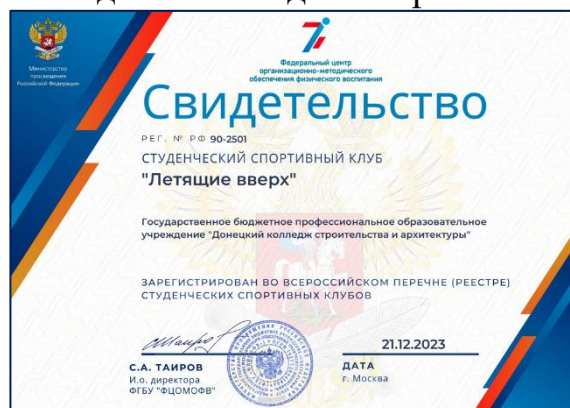 Министерство
просвещения
Российской Федерации
Федеральный центр
организационно-методического
обеспечения физического воспитания
Свидетельство
РЕГ. № РФ 90-2501
СТУДЕНЧЕСКИЙ СПОРТИВНЫЙ КЛУБ
"Летящие вверх"
Государственное бюджетное профессиональное образовательное
учреждение "Донецкий колледж строительства и архитектуры"
ЗАРЕГИСТРИРОВАН ВО ВСЕРОССИЙСКОМ ПЕРЕЧНЕ (РЕЕСТРЕ)
СТУДЕНЧЕСКИХ СПОРТИВНЫХ КЛУБОВ
21.12.2023
С.А. ТАИРОВ
И.о. директора
ФГБУ "ФЦОМОФВ"
ДАТА
г. Москва